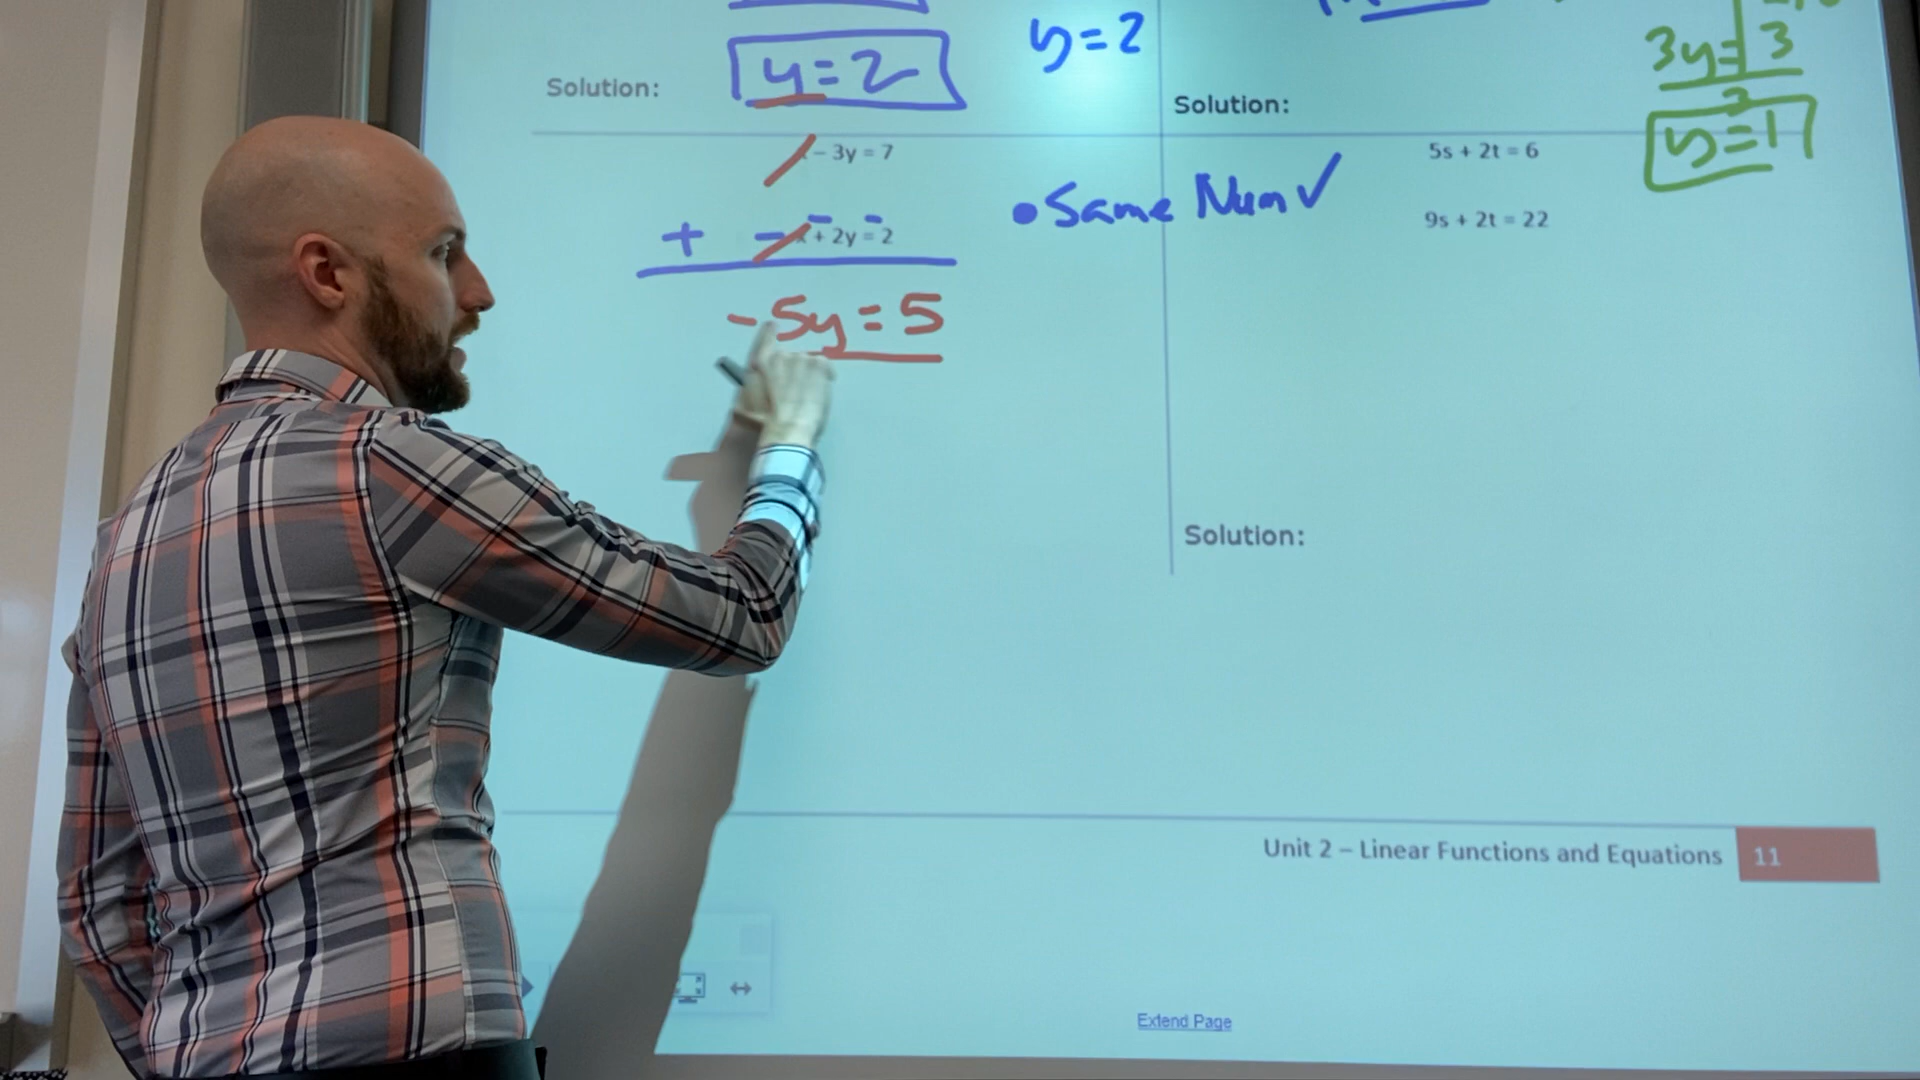 y=2
Solution: y=2
Solution:
3y=3
3
y=1
- 3y = 7
+ - + 2y = 2
-5y=5
• Same Num ✓
5s + 2t = 6
9s + 2t = 22
Solution:
Unit 2 – Linear Functions and Equations 11
Extend Page